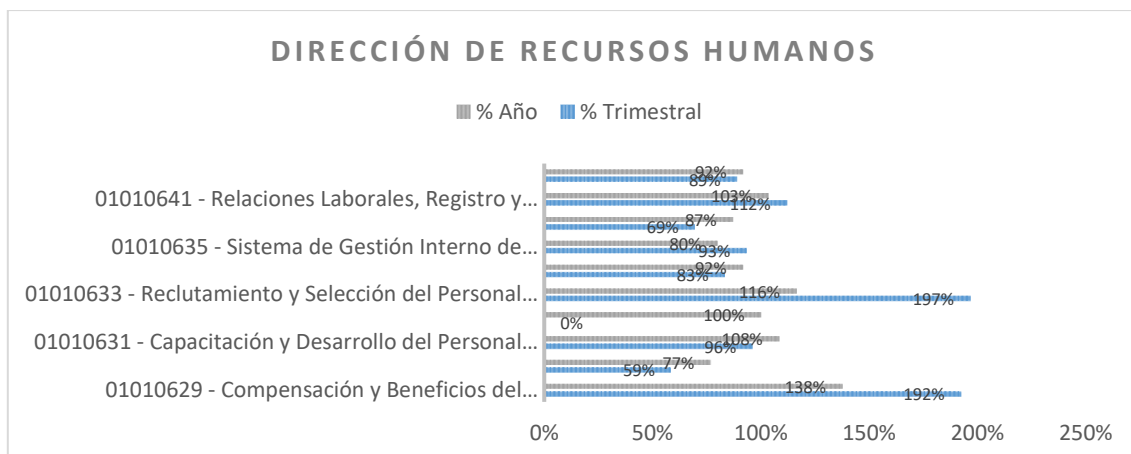 DIRECCIÓN DE RECURSOS HUMANOS
% Año % Trimestral
92%
89%
01010641 - Relaciones Laborales, Registro y...
103%
112%
87%
69%
01010635 - Sistema de Gestión Interno de...
80%
93%
92%
83%
01010633 - Reclutamiento y Selección del Personal...
116%
197%
100%
0%
01010631 - Capacitación y Desarrollo del Personal...
108%
96%
77%
59%
01010629 - Compensación y Beneficios del...
138%
192%
0% 50% 100% 150% 200% 250%